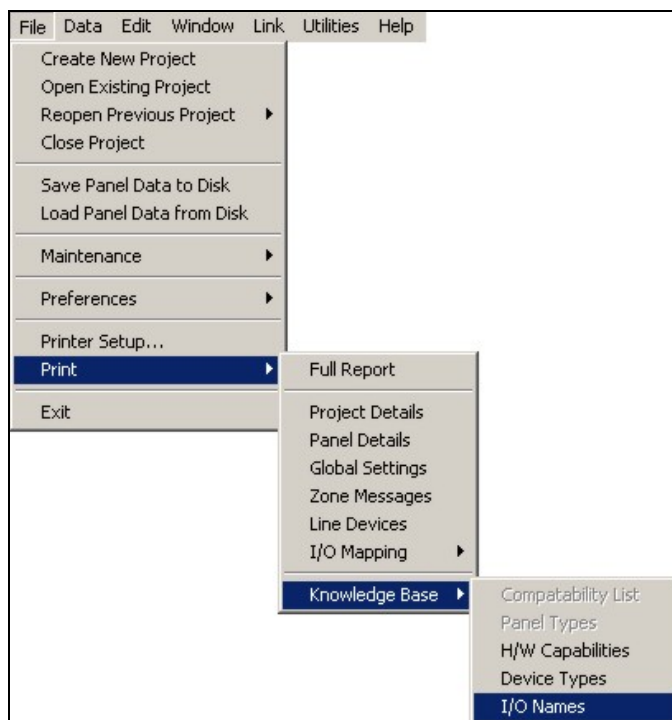 File Data Edit Window Link Utilities Help
Create New Project
Open Existing Project
Reopen Previous Project
Close Project
Save Panel Data to Disk
Load Panel Data from Disk
Maintenance
Preferences
Printer Setup...
Print
Exit
Full Report
Project Details
Panel Details
Global Settings
Zone Messages
Line Devices
I/O Mapping
Knowledge Base
Compatability List
Panel Types
H/W Capabilities
Device Types
I/O Names